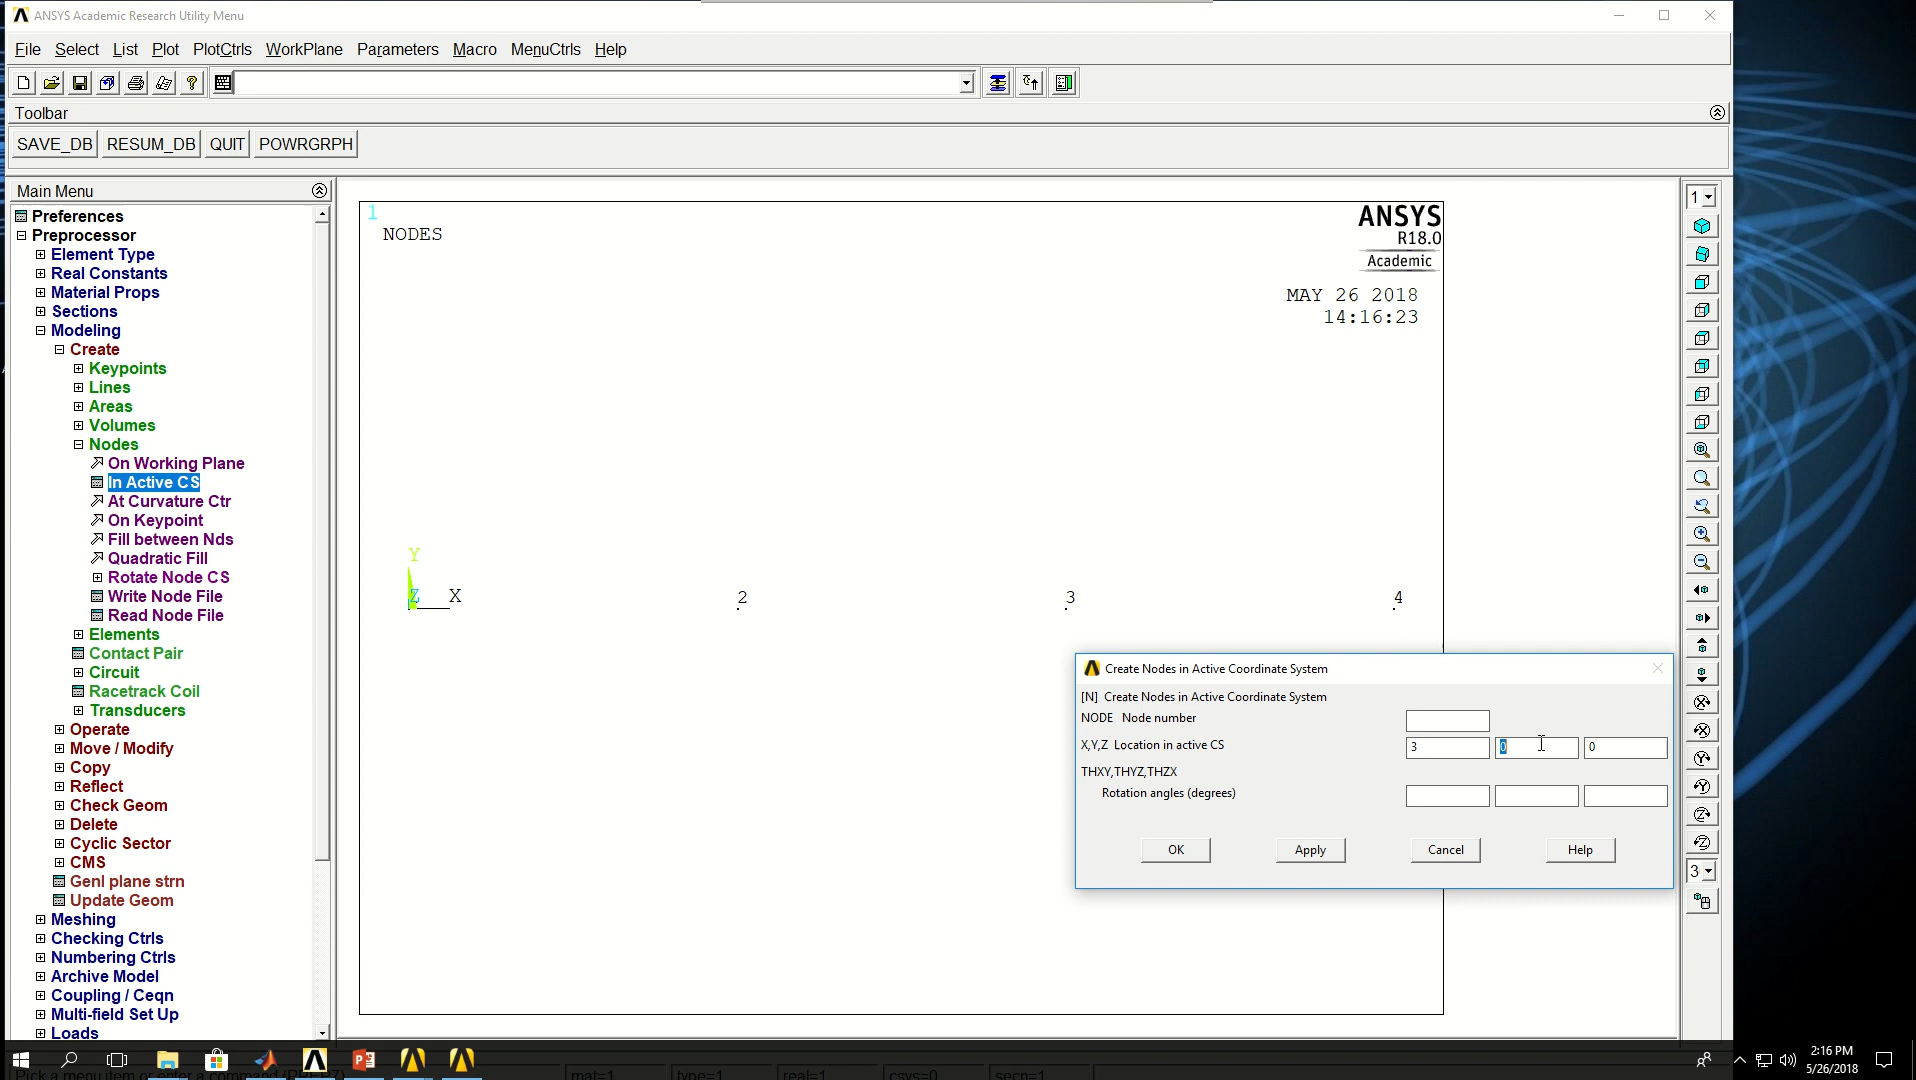 ANSYS Academic Research Utility Menu
File Select List Plot PlotCtrls WorkPlane Parameters Macro MenuCtrls Help
Toolbar
SAVE_DB RESUM_DB QUIT POWRGRPH
Main Menu
Preferences
Preprocessor
Element Type
Real Constants
Material Props
Sections
Modeling
Create
Keypoints
Lines
Areas
Volumes
Nodes
On Working Plane
In Active CS
At Curvature Ctr
On Keypoint
Fill between Nds
Quadratic Fill
Rotate Node CS
Write Node File
Read Node File
Elements
Contact Pair
Circuit
Racetrack Coil
Transducers
Operate
Move / Modify
Copy
Reflect
Check Geom
Delete
Cyclic Sector
CMS
Genl plane strn
Update Geom
Meshing
Checking Ctrls
Numbering Ctrls
Archive Model
Coupling / Ceqn
Multi-field Set Up
Loads
1
NODES
ANSYS
R18.0
Academic
MAY 26 2018
14:16:23
Y
Z X 2 3 4
Create Nodes in Active Coordinate System
[N] Create Nodes in Active Coordinate System
NODE Node number
X,Y,Z Location in active CS 3 0 0
THXY,THYZ,THZX
Rotation angles (degrees)
OK Apply Cancel Help
1
3
Pick a menu item or enter a command (PREP7) mat=1 type=1 real=1 csys=0 secn=1
2:16 PM
5/26/2018